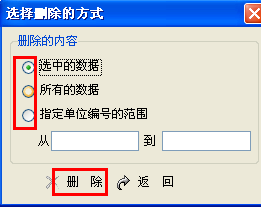 选择删除的方式
删除的内容
选中的数据
所有的数据
指定单位编号的范围
从 到
删 除 返 回